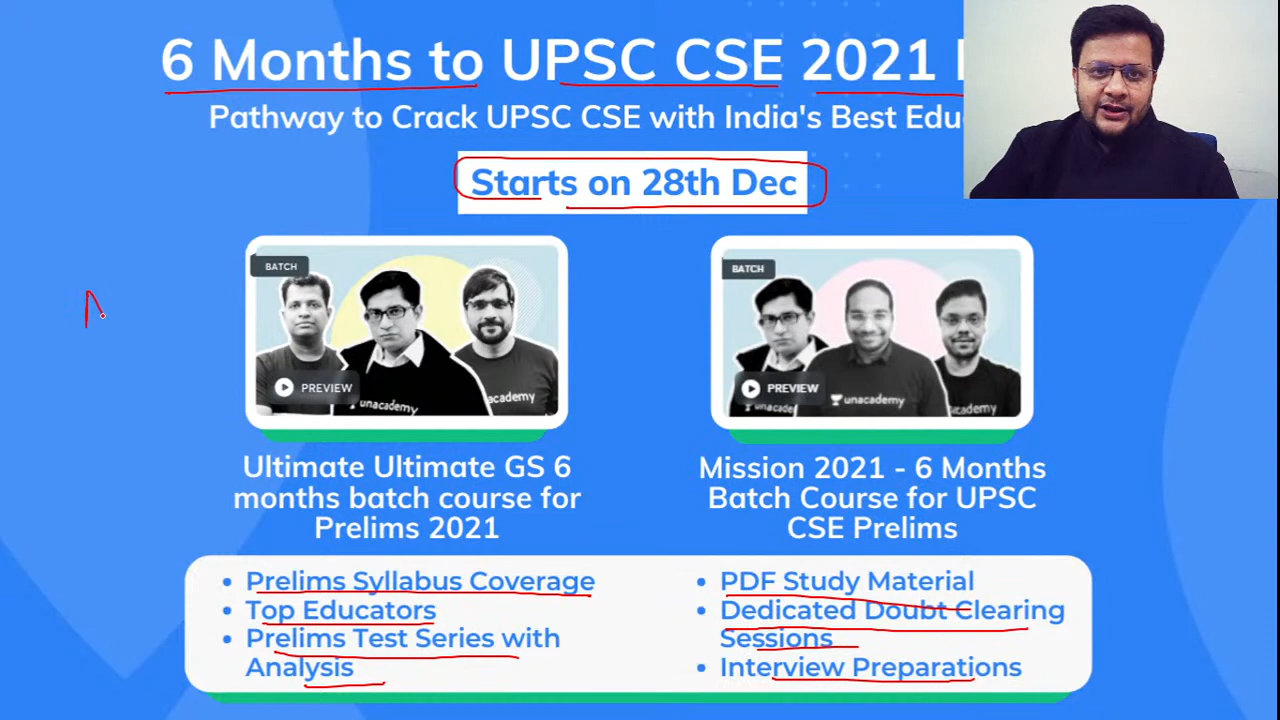 6 Months to UPSC CSE 2021
Pathway to Crack UPSC CSE with India's Best
Starts on 28th Dec
BATCH
PREVIEW
unacademy
BATCH
PREVIEW
unacademy
Ultimate Ultimate GS 6
months batch course for
Prelims 2021
Mission 2021 - 6 Months
Batch Course for UPSC
CSE Prelims
• Prelims Syllabus Coverage
• Top Educators
• Prelims Test Series with
Analysis
• PDF Study Material
• Dedicated Doubt Clearing
Sessions
• Interview Preparations